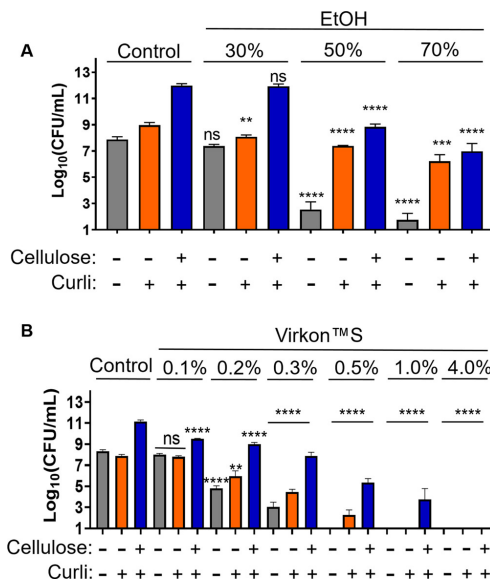 EtOH
A
Control 30% 50% 70%
Log10(CFU/mL)
13
11
9
7
5
3
1
ns ** ns **** **** **** **** *** ****
Cellulose: - - + - - + - - + - - +
Curli: - + + - + + - + + - + +
B
Virkon™S
Control 0.1% 0.2% 0.3% 0.5% 1.0% 4.0%
Log10(CFU/mL)
13
11
9
7
5
3
1
ns **** **** ** **** **** **** **** ****
Cellulose: - - + - - + - - + - - + - - + - - + - - +
Curli: - + + - + + - + + - + + - + + - + + - + +